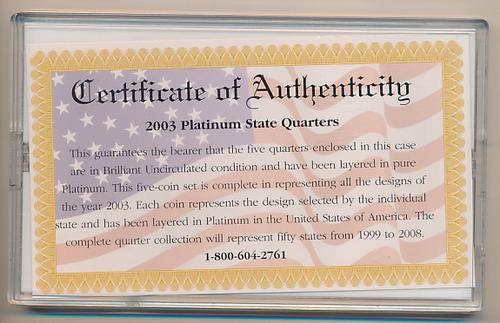 Certificate of Authenticity
2003 Platinum State Quarters
This guarantees the bearer that the five quarters enclosed in this case
are in Brilliant Uncirculated condition and have been layered in pure
Platinum. This five-coin set is complete in representing all the designs of
the year 2003. Each coin represents the design selected by the individual
state and has been layered in Platinum in the United States of America. The
complete quarter collection will represent fifty states from 1999 to 2008.
1-800-604-2761